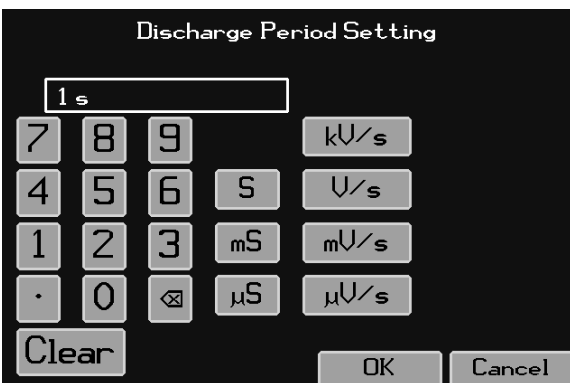 Discharge Period Setting
1 s
7 8 9 kV/s
4 5 6 S V/s
1 2 3 mS mV/s
. 0 ⌫ µS µV/s
Clear
OK Cancel